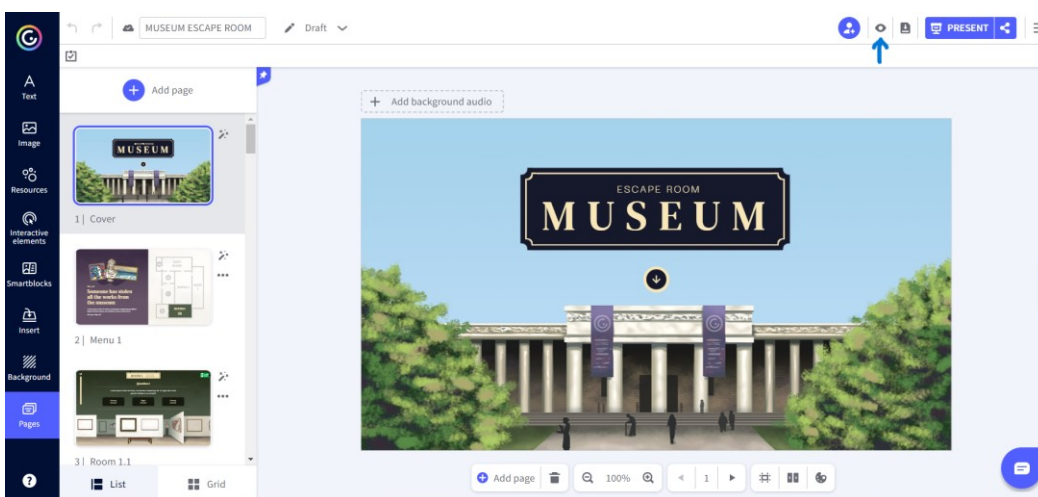 MUSEUM ESCAPE ROOM
Draft
PRESENT
Text
Image
Resources
Interactive
elements
Smartblocks
Insert
Background
Pages
Add page
MUSEUM
1| Cover
Someone has stolen
all the works from
the museum
2| Menu 1
3| Room 1.1
List
Grid
Add background audio
ESCAPE ROOM
MUSEUM
Add page
100%
1